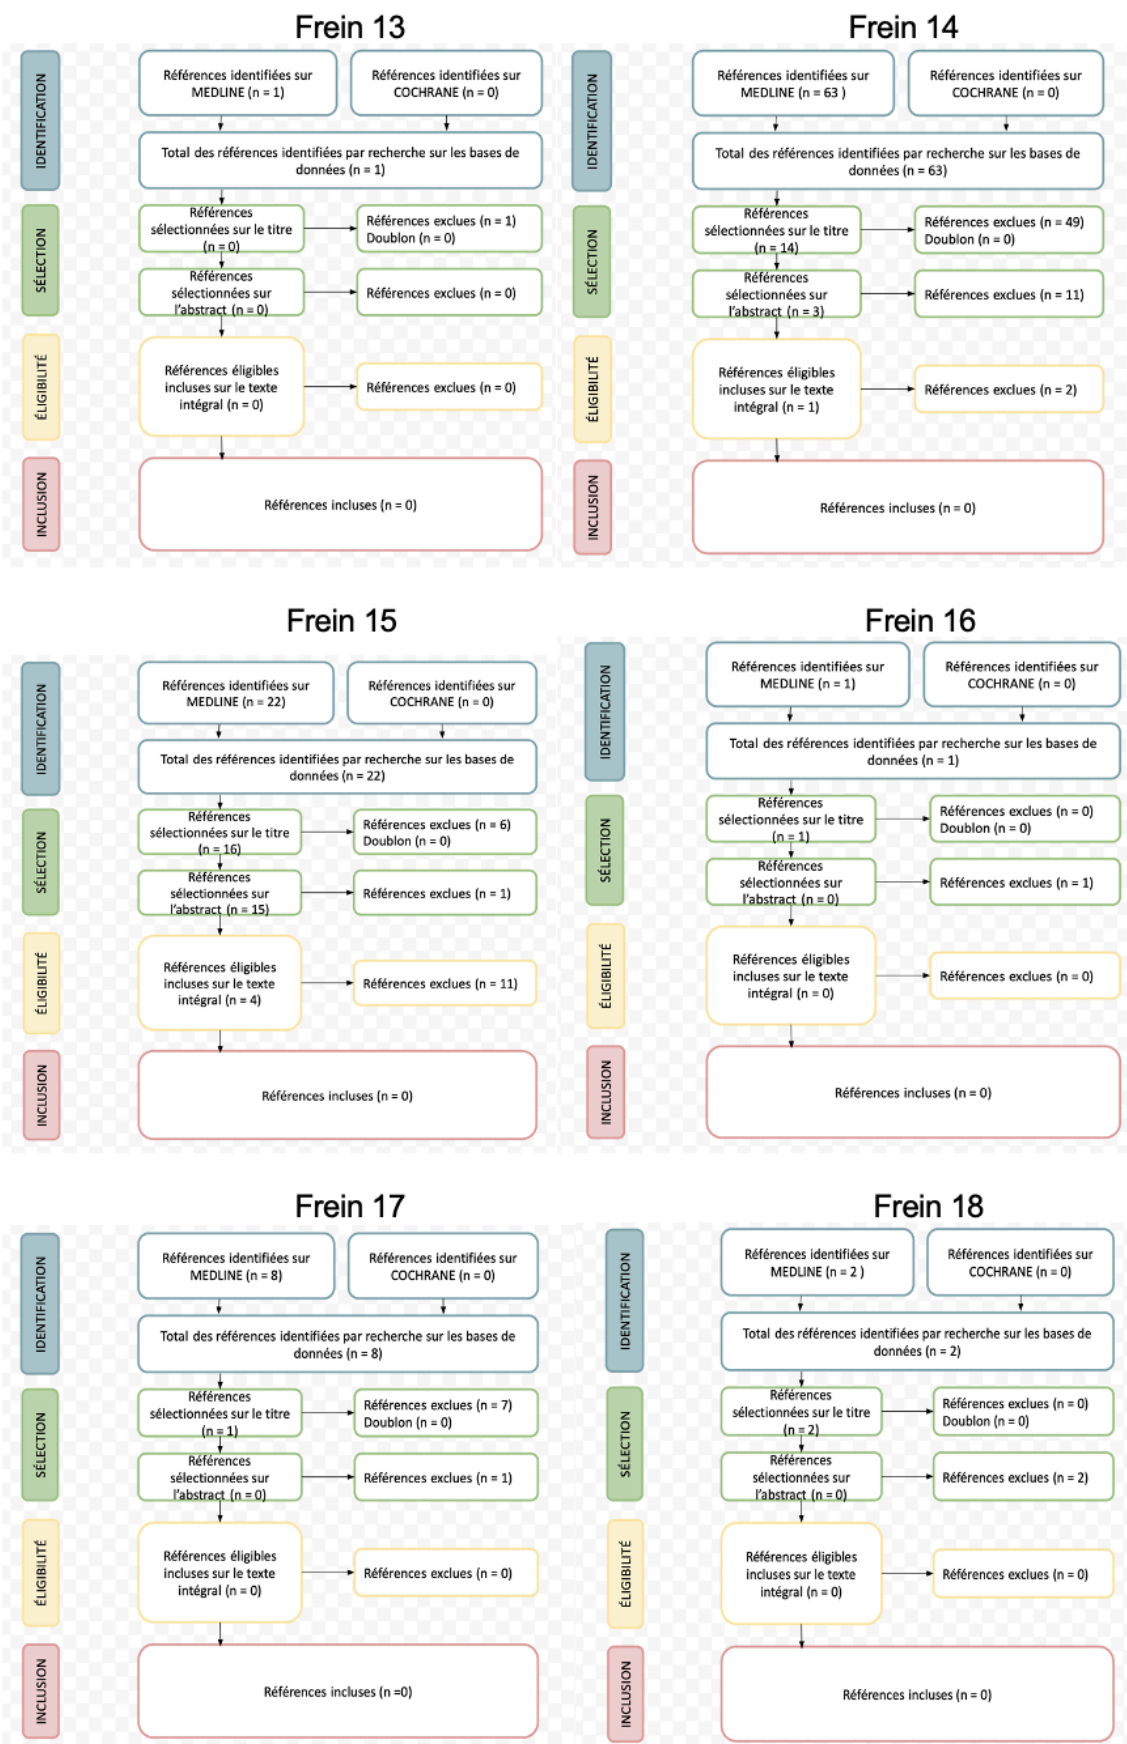 Frein 13
IDENTIFICATION
Références identifiées sur
MEDLINE (n = 1)
Références identifiées sur
COCHRANE (n = 0)
Total des références identifiées par recherche sur les bases de
données (n = 1)
SÉLECTION
Références
sélectionnées sur le titre
(n = 0)
Références exclues (n = 1)
Doublon (n = 0)
Références
sélectionnées sur
l'abstract (n = 0)
Références exclues (n = 0)
ÉLIGIBILITÉ
Références éligibles
incluses sur le texte
intégral (n = 0)
Références exclues (n = 0)
INCLUSION
Références incluses (n = 0)
Frein 14
IDENTIFICATION
Références identifiées sur
MEDLINE (n = 63 )
Références identifiées sur
COCHRANE (n = 0)
Total des références identifiées par recherche sur les bases de
données (n = 63)
SÉLECTION
Références
sélectionnées sur le titre
(n = 14)
Références exclues (n = 49)
Doublon (n = 0)
Références
sélectionnées sur
l'abstract (n = 3)
Références exclues (n = 11)
ÉLIGIBILITÉ
Références éligibles
incluses sur le texte
intégral (n = 1)
Références exclues (n = 2)
INCLUSION
Références incluses (n = 0)
Frein 15
IDENTIFICATION
Références identifiées sur
MEDLINE (n = 22)
Références identifiées sur
COCHRANE (n = 0)
Total des références identifiées par recherche sur les bases de
données (n = 22)
SÉLECTION
Références
sélectionnées sur le titre
(n = 16)
Références exclues (n = 6)
Doublon (n = 0)
Références
sélectionnées sur
l'abstract (n = 15)
Références exclues (n = 1)
ÉLIGIBILITÉ
Références éligibles
incluses sur le texte
intégral (n = 4)
Références exclues (n = 11)
INCLUSION
Références incluses (n = 0)
Frein 16
IDENTIFICATION
Références identifiées sur
MEDLINE (n = 1)
Références identifiées sur
COCHRANE (n = 0)
Total des références identifiées par recherche sur les bases de
données (n = 1)
SÉLECTION
Références
sélectionnées sur le titre
(n = 1)
Références exclues (n = 0)
Doublon (n = 0)
Références
sélectionnées sur
l'abstract (n = 0)
Références exclues (n = 1)
ÉLIGIBILITÉ
Références éligibles
incluses sur le texte
intégral (n = 0)
Références exclues (n = 0)
INCLUSION
Références incluses (n = 0)
Frein 17
IDENTIFICATION
Références identifiées sur
MEDLINE (n = 8)
Références identifiées sur
COCHRANE (n = 0)
Total des références identifiées par recherche sur les bases de
données (n = 8)
SÉLECTION
Références
sélectionnées sur le titre
(n = 1)
Références exclues (n = 7)
Doublon (n = 0)
Références
sélectionnées sur
l'abstract (n = 0)
Références exclues (n = 1)
ÉLIGIBILITÉ
Références éligibles
incluses sur le texte
intégral (n = 0)
Références exclues (n = 0)
INCLUSION
Références incluses (n =0)
Frein 18
IDENTIFICATION
Références identifiées sur
MEDLINE (n = 2 )
Références identifiées sur
COCHRANE (n = 0)
Total des références identifiées par recherche sur les bases de
données (n = 2)
SÉLECTION
Références
sélectionnées sur le titre
(n = 2)
Références exclues (n = 0)
Doublon (n = 0)
Références
sélectionnées sur
l'abstract (n = 0)
Références exclues (n = 2)
ÉLIGIBILITÉ
Références éligibles
incluses sur le texte
intégral (n = 0)
Références exclues (n = 0)
INCLUSION
Références incluses (n = 0)